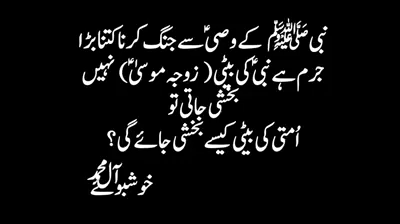 نبی ﷺ کے وصیؑ سے جنگ کرنا کتنا بڑا
جرم ہے نبیؑ کی بیٹی (زوجہ موسیٰؑ) نہیں
بخشی جاتی تو
اُمتی کی بیٹی کیسے بخشی جائے گی؟
خوشبوئے آل محمدؐ